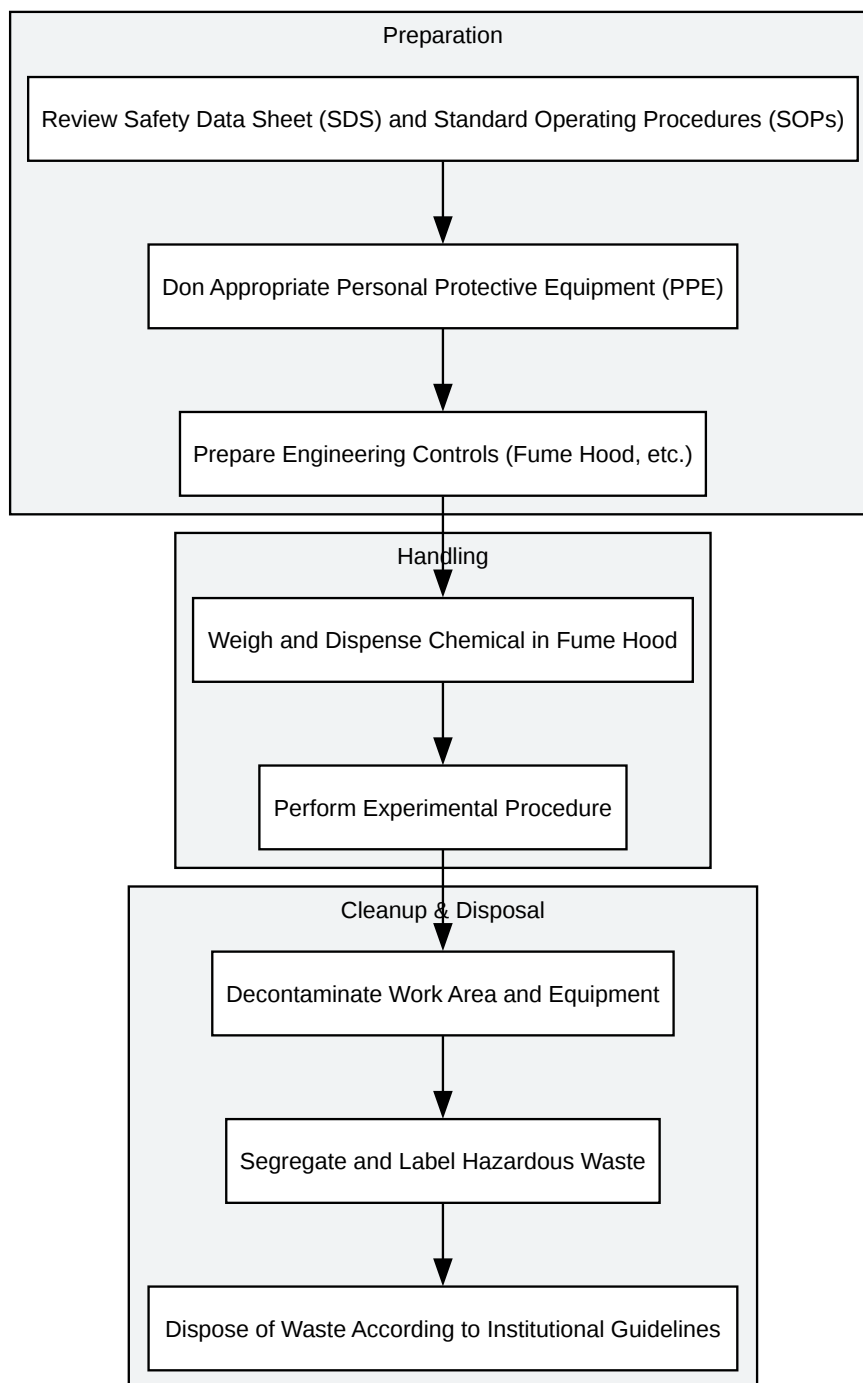 Preparation
Review Safety Data Sheet (SDS) and Standard Operating Procedures (SOPs)
Don Appropriate Personal Protective Equipment (PPE)
Prepare Engineering Controls (Fume Hood, etc.)
Handling
Weigh and Dispense Chemical in Fume Hood
Perform Experimental Procedure
Cleanup & Disposal
Decontaminate Work Area and Equipment
Segregate and Label Hazardous Waste
Dispose of Waste According to Institutional Guidelines